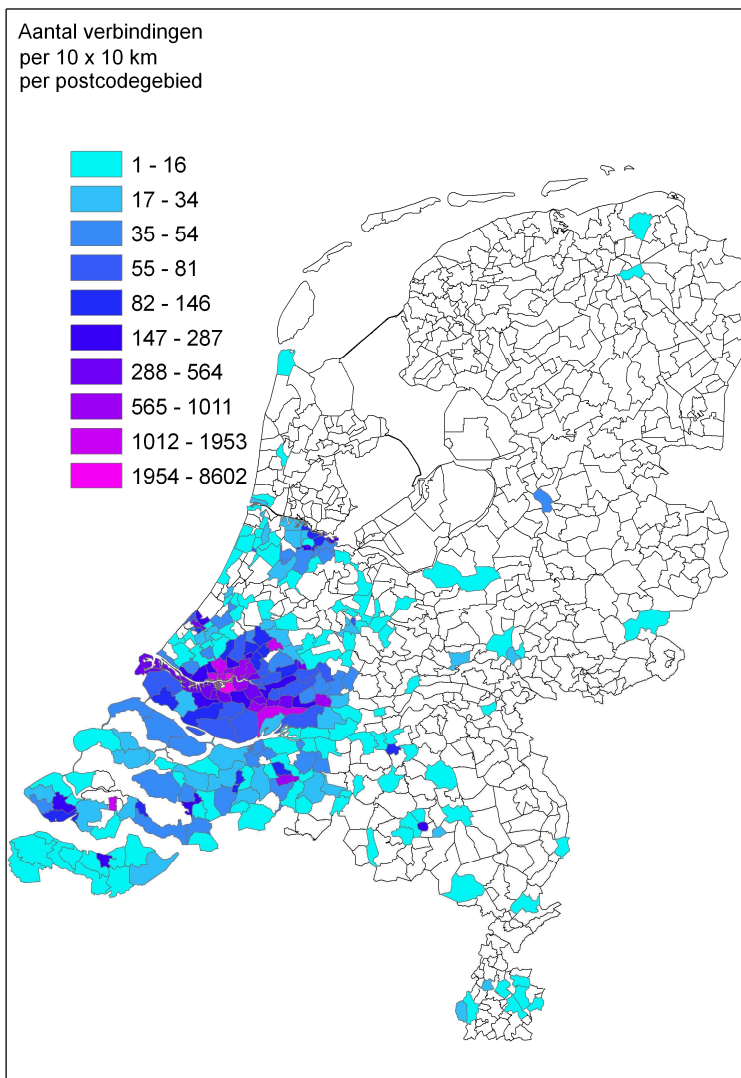 Aantal verbindingen
per 10 x 10 km
per postcodegebied
1 - 16
17 - 34
35 - 54
55 - 81
82 - 146
147 - 287
288 - 564
565 - 1011
1012 - 1953
1954 - 8602